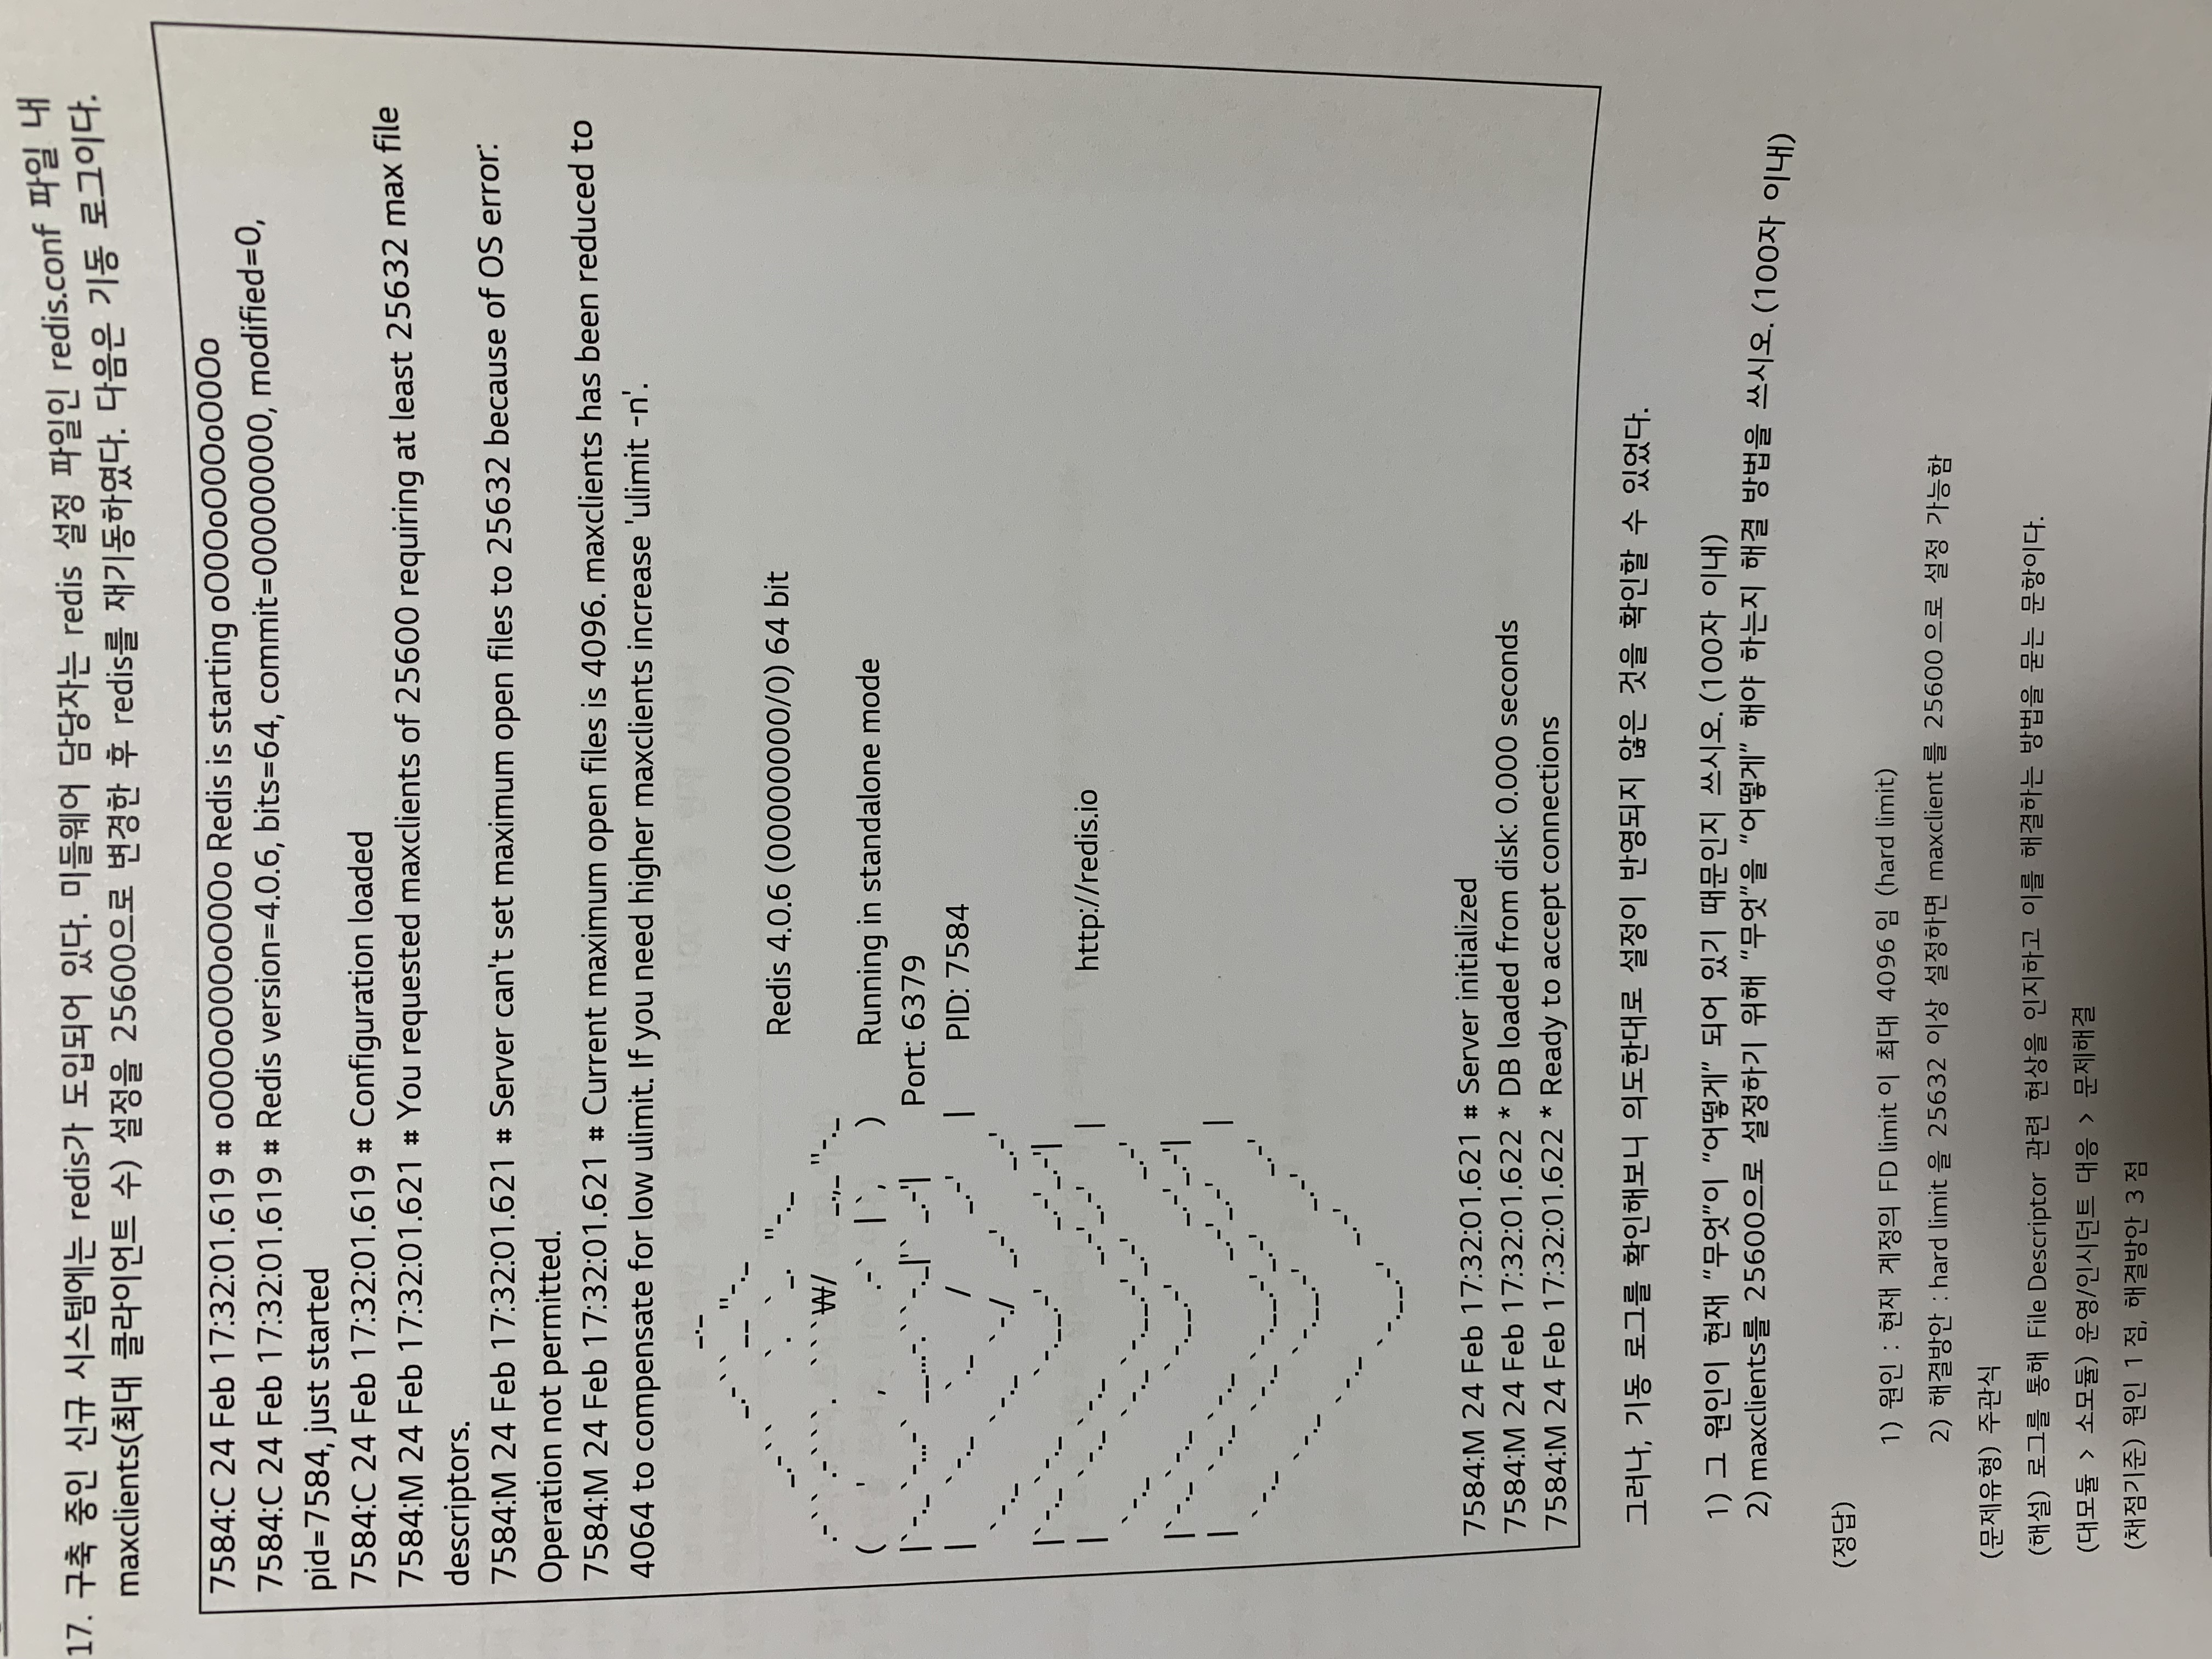 17. 구축 중인 신규 시스템에는 redis가 도입되어 있다. 미들웨어 담당자는 redis 설정 파일인 redis.conf 파일 내
maxclients(최대 클라이언트 수) 설정을 25600으로 변경한 후 redis를 재기동하였다. 다음은 기동 로그이다.
7584:C 24 Feb 17:32:01.619 # oO0OoO0OoO0Oo Redis is starting oO0OoO0OoO0Oo
7584:C 24 Feb 17:32:01.619 # Redis version=4.0.6, bits=64, commit=00000000, modified=0,
pid=7584, just started
7584:C 24 Feb 17:32:01.619 # Configuration loaded
7584:M 24 Feb 17:32:01.621 # You requested maxclients of 25600 requiring at least 25632 max file
descriptors.
7584:M 24 Feb 17:32:01.621 # Server can't set maximum open files to 25632 because of OS error:
Operation not permitted.
7584:M 24 Feb 17:32:01.621 # Current maximum open files is 4096. maxclients has been reduced to
4064 to compensate for low ulimit. If you need higher maxclients increase 'ulimit -n'.
_._
_.-``__ ''-._
_.-``    `.  `_.  ''-._    Redis 4.0.6 (00000000/0) 64 bit
.-`` .-```.  ```₩/    _.,_ ''-._
(    '      ,       .-`  | `,    )    Running in standalone mode
|`-._`-...-` __...-.``-._|'` _.-'|    Port: 6379
|    `-._   `._    /     _.-'    |    PID: 7584
`-._    `-._  `-./  _.-'    _.-'
|`-._`-._    `-.__.-'    _.-'_.-'|
|    `-._`-._        _.-'_.-'    |    http://redis.io
`-._    `-._`-.__.-'_.-'    _.-'
|`-._`-._    `-.__.-'    _.-'_.-'|
|    `-._`-._        _.-'_.-'    |
`-._    `-._`-.__.-'_.-'    _.-'
`-._    `-.__.-'    _.-'
`-._        _.-'
`-.__.-'
7584:M 24 Feb 17:32:01.621 # Server initialized
7584:M 24 Feb 17:32:01.622 * DB loaded from disk: 0.000 seconds
7584:M 24 Feb 17:32:01.622 * Ready to accept connections
그러나, 기동 로그를 확인해보니 의도한대로 설정이 반영되지 않은 것을 확인할 수 있었다.
1) 그 원인이 현재 “무엇”이 “어떻게” 되어 있기 때문인지 쓰시오. (100자 이내)
2) maxclients를 25600으로 설정하기 위해 “무엇”을 “어떻게” 해야 하는지 해결 방법을 쓰시오. (100자 이내)
(정답)
1) 원인 : 현재 계정의 FD limit 이 최대 4096 임 (hard limit)
2) 해결방안 : hard limit 을 25632 이상 설정하면 maxclient 를 25600 으로 설정 가능함
(문제유형) 주관식
(해설) 로그를 통해 File Descriptor 관련 현상을 인지하고 이를 해결하는 방법을 묻는 문항이다.
(대모듈 > 소모듈) 운영/인시던트 대응 > 문제해결
(채점기준) 원인 1 점, 해결방안 3 점